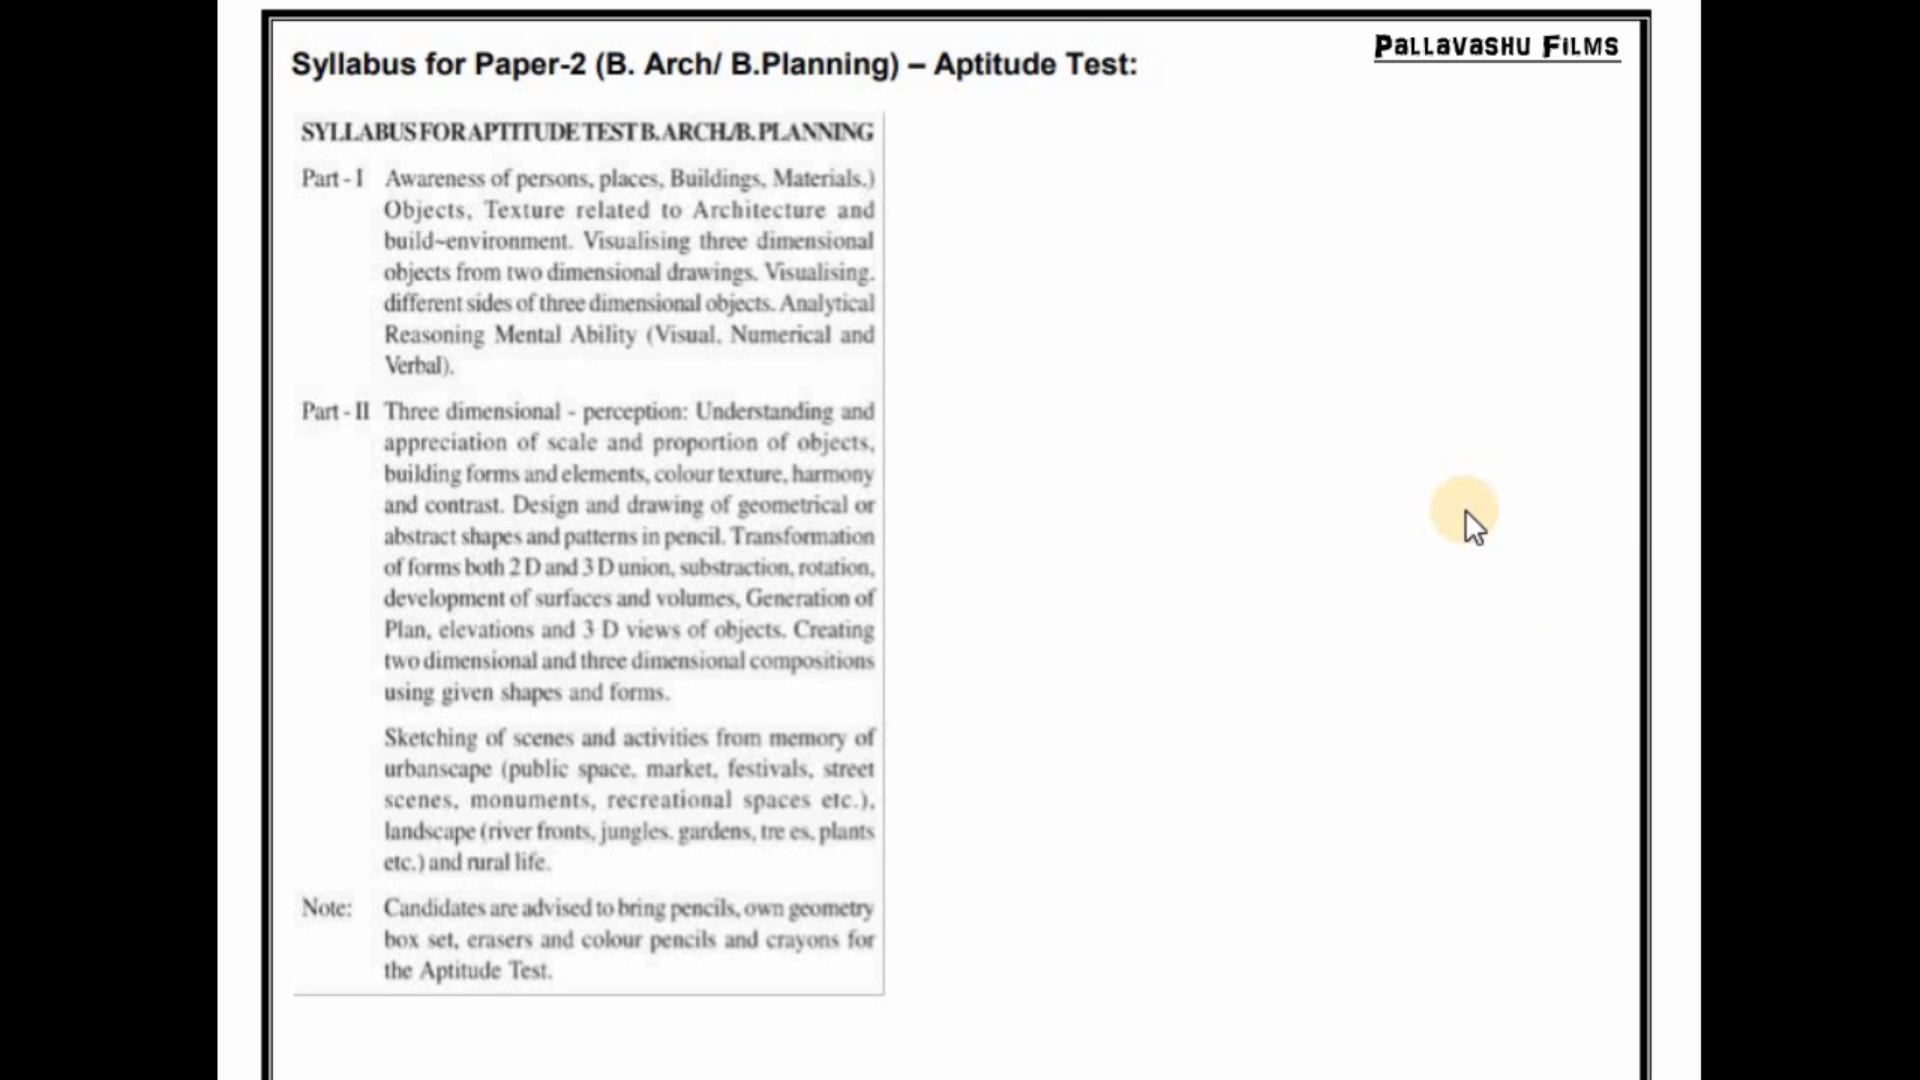 Syllabus for Paper-2 (B. Arch/ B.Planning) – Aptitude Test:
PALLAVASHU FILMS
SYLLABUS FOR APTITUDE TEST B. ARCH./B. PLANNING
Part - I Awareness of persons, places, Buildings, Materials.)
Objects, Texture related to Architecture and
build~environment. Visualising three dimensional
objects from two dimensional drawings. Visualising.
different sides of three dimensional objects. Analytical
Reasoning Mental Ability (Visual, Numerical and
Verbal).
Part - II Three dimensional - perception: Understanding and
appreciation of scale and proportion of objects,
building forms and elements, colour texture, harmony
and contrast. Design and drawing of geometrical or
abstract shapes and patterns in pencil. Transformation
of forms both 2 D and 3 D union, substraction, rotation,
development of surfaces and volumes, Generation of
Plan, elevations and 3 D views of objects. Creating
two dimensional and three dimensional compositions
using given shapes and forms.
Sketching of scenes and activities from memory of
urbanscape (public space, market, festivals, street
scenes, monuments, recreational spaces etc.),
landscape (river fronts, jungles. gardens, tre es, plants
etc.) and rural life.
Note: Candidates are advised to bring pencils, own geometry
box set, erasers and colour pencils and crayons for
the Aptitude Test.